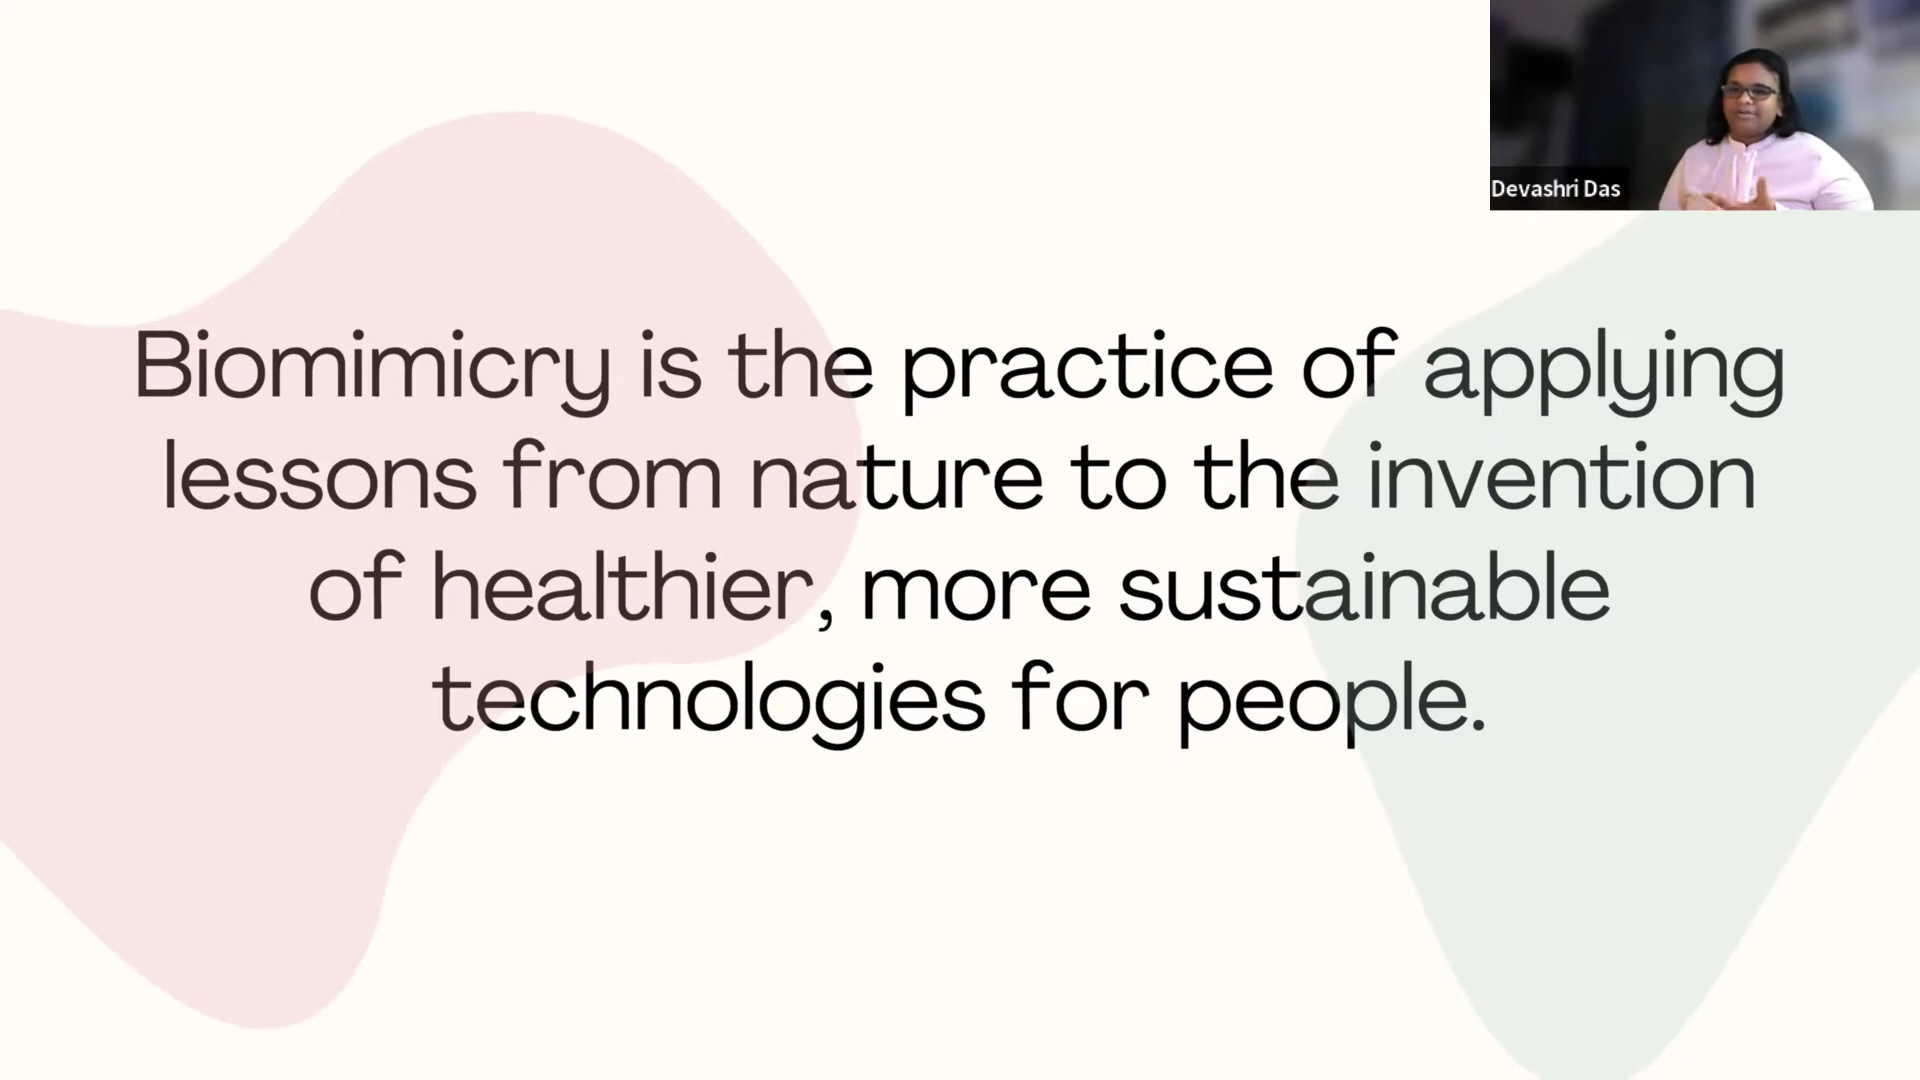 Devashri Das
Biomimicry is the practice of applying
lessons from nature to the invention
of healthier, more sustainable
technologies for people.